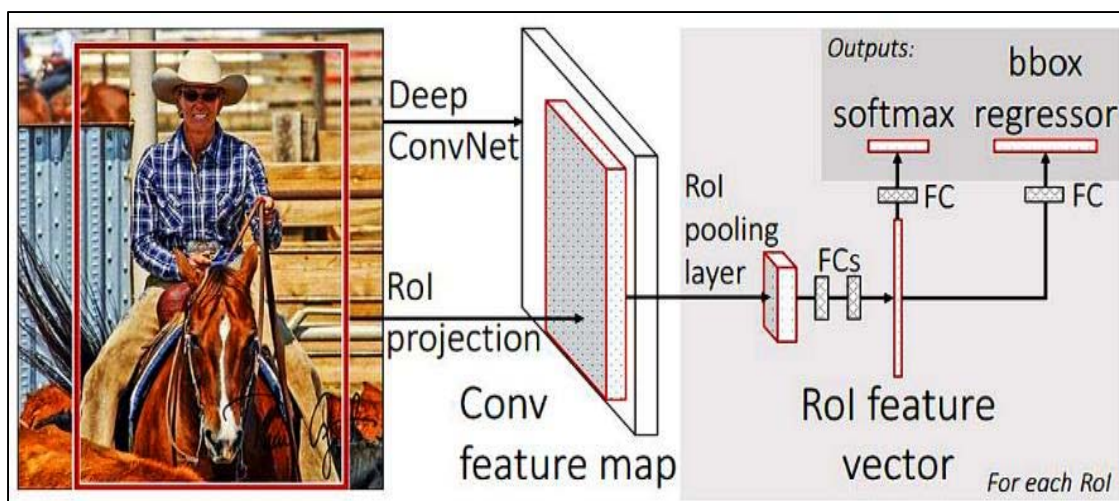 Deep
ConvNet
RoI
projection
Conv
feature map
RoI
pooling
layer
FCs
RoI feature
vector
Outputs:
softmax
bbox
regressor
FC
FC
For each RoI